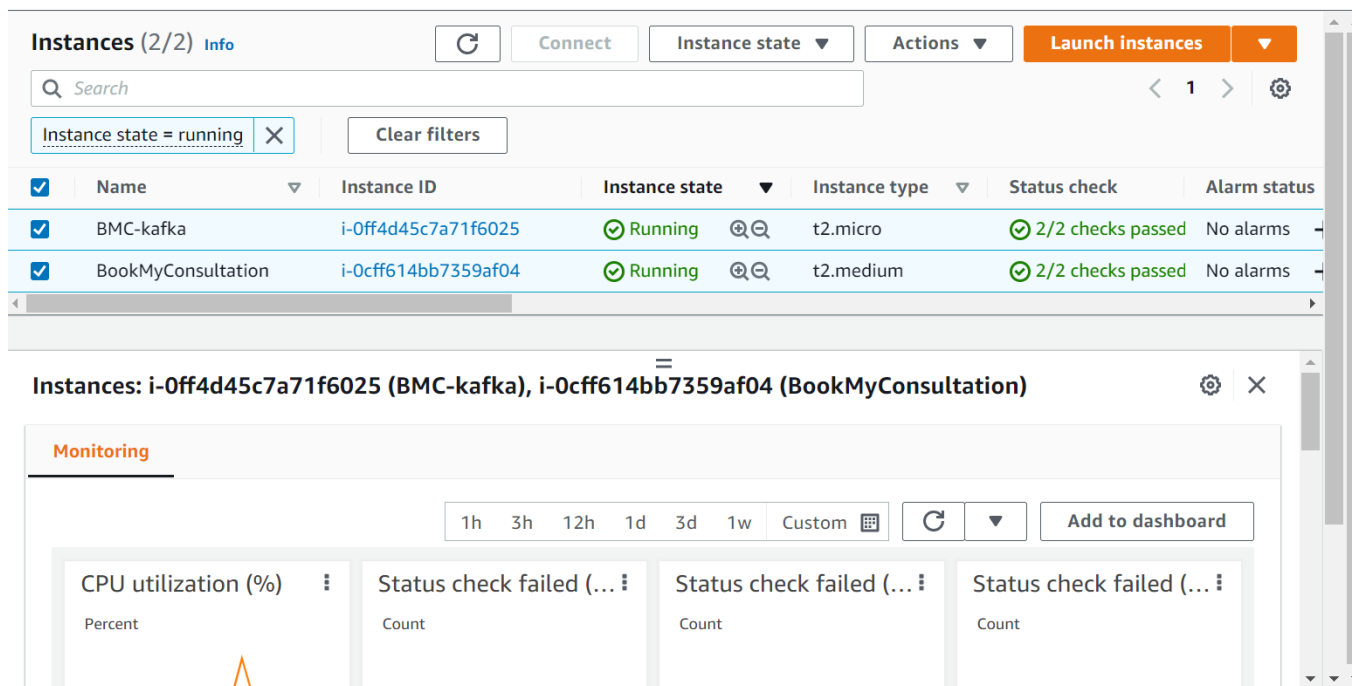 Instances (2/2) Info
Connect
Instance state
Actions
Launch instances
Search
1
Instance state = running
Clear filters
Name Instance ID Instance state Instance type Status check Alarm status
BMC-kafka i-0ff4d45c7a71f6025 Running t2.micro 2/2 checks passed No alarms
BookMyConsultation i-0cff614bb7359af04 Running t2.medium 2/2 checks passed No alarms
Instances: i-0ff4d45c7a71f6025 (BMC-kafka), i-0cff614bb7359af04 (BookMyConsultation)
Monitoring
1h 3h 12h 1d 3d 1w Custom
Add to dashboard
CPU utilization (%) Status check failed (... Status check failed (... Status check failed (...
Percent Count Count Count